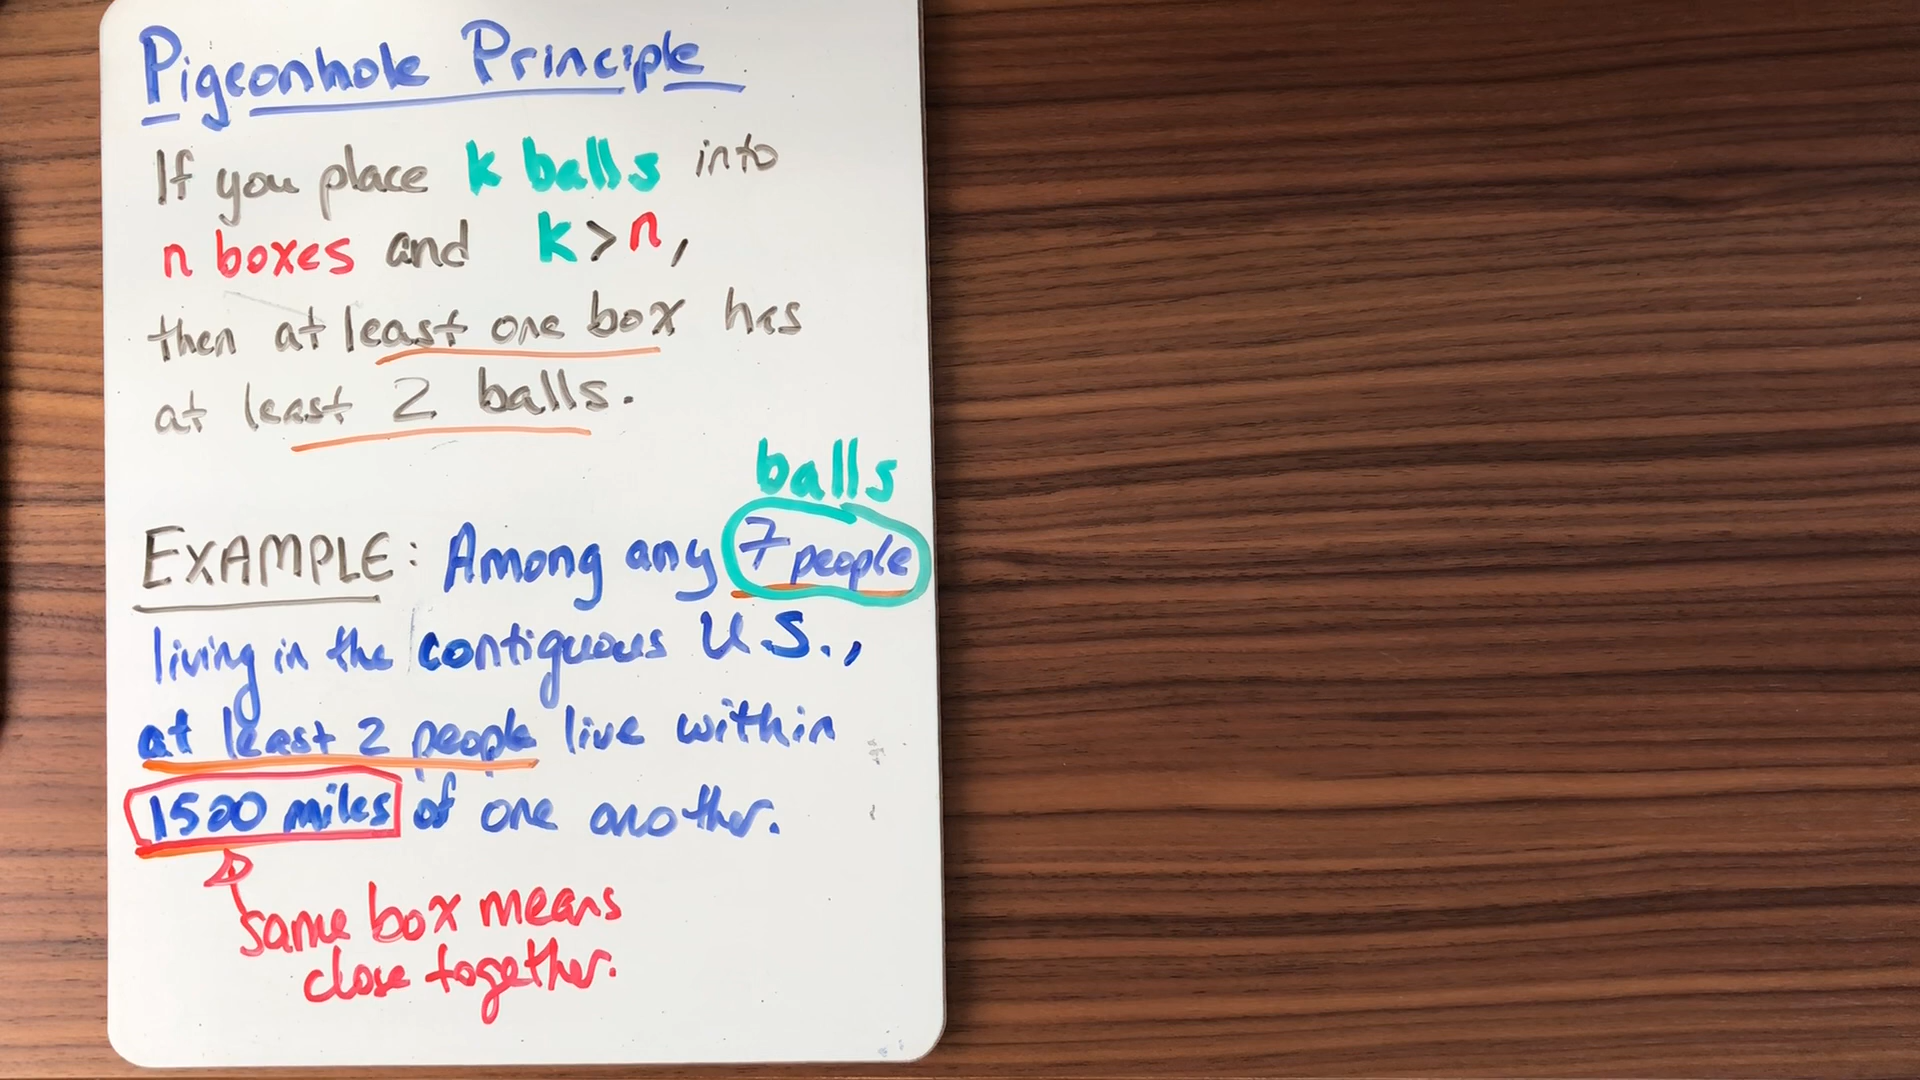 Pigeonhole Principle
If you place k balls into
n boxes and k>n,
then at least one box has
at least 2 balls.
balls
EXAMPLE: Among any 7 people
living in the contiguous U.S.,
at least 2 people live within
1500 miles of one another.
same box means
close together.